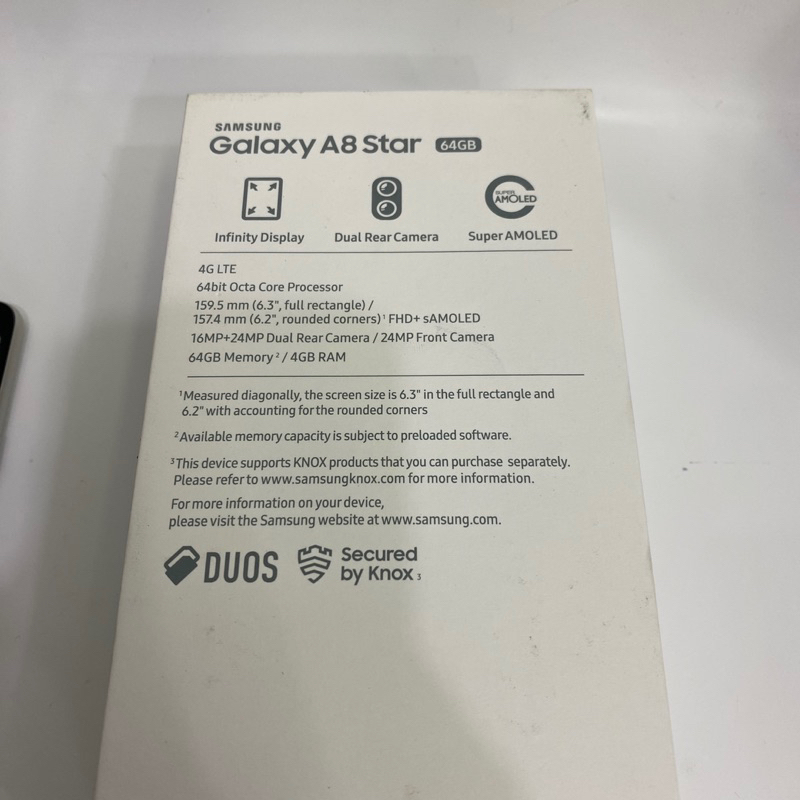 SAMSUNG
Galaxy A8 Star 64GB
SUPER
AMOLED
Infinity Display Dual Rear Camera Super AMOLED
4G LTE
64bit Octa Core Processor
159.5 mm (6.3", full rectangle) /
157.4 mm (6.2", rounded corners)¹ FHD+ sAMOLED
16MP+24MP Dual Rear Camera / 24MP Front Camera
64GB Memory² / 4GB RAM
¹Measured diagonally, the screen size is 6.3" in the full rectangle and
6.2" with accounting for the rounded corners
²Available memory capacity is subject to preloaded software.
³This device supports KNOX products that you can purchase separately.
Please refer to www.samsungknox.com for more information.
For more information on your device,
please visit the Samsung website at www.samsung.com.
DUOS Secured
by Knox 3